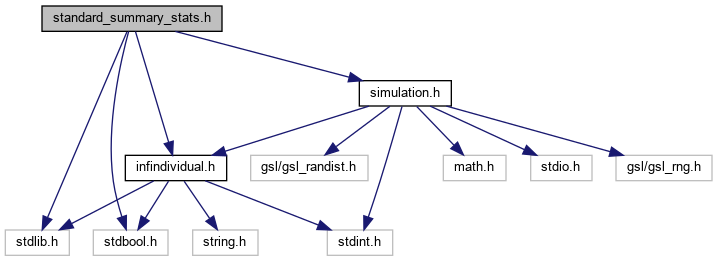 standard_summary_stats.h
simulation.h
infindividual.h
gsl/gsl_randist.h
math.h
stdio.h
gsl/gsl_rng.h
stdlib.h
stdbool.h
string.h
stdint.h